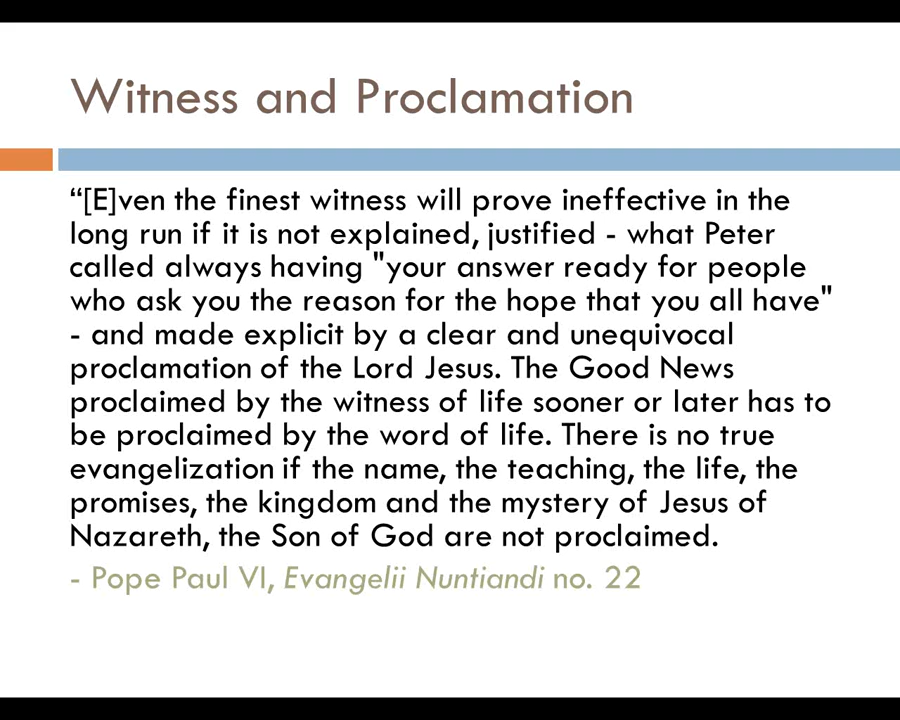 Witness and Proclamation
“[E]ven the finest witness will prove ineffective in the
long run if it is not explained, justified - what Peter
called always having "your answer ready for people
who ask you the reason for the hope that you all have"
- and made explicit by a clear and unequivocal
proclamation of the Lord Jesus. The Good News
proclaimed by the witness of life sooner or later has to
be proclaimed by the word of life. There is no true
evangelization if the name, the teaching, the life, the
promises, the kingdom and the mystery of Jesus of
Nazareth, the Son of God are not proclaimed.
- Pope Paul VI, Evangelii Nuntiandi no. 22